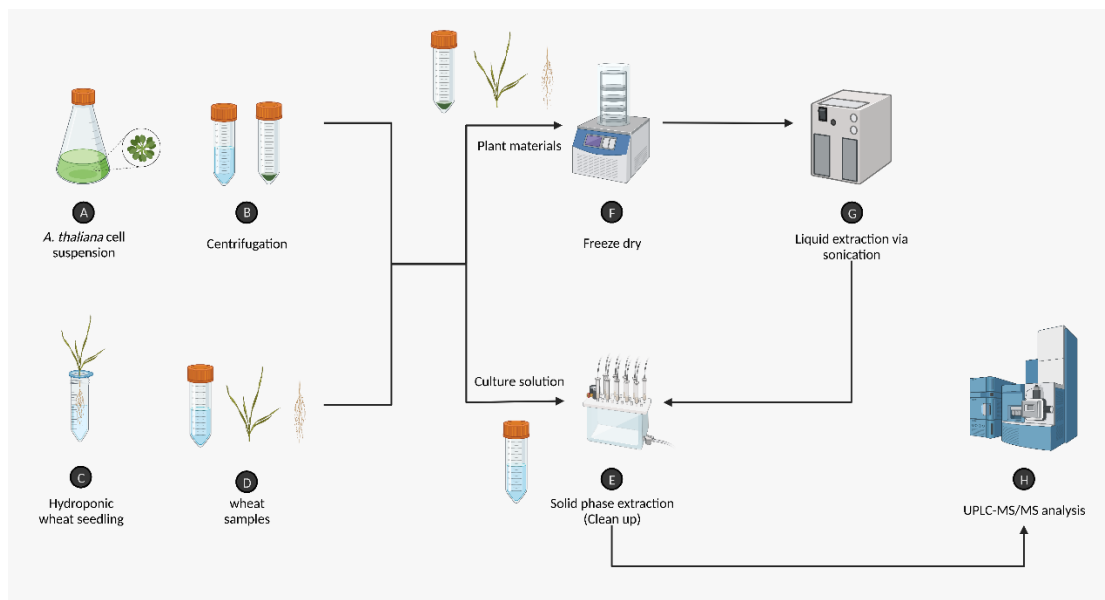 Plant materials
A
B
F
G
A. thaliana cell
suspension
Centrifugation
Freeze dry
Liquid extraction via
sonication
Culture solution
C
D
E
H
Hydroponic
wheat seedling
wheat
samples
Solid phase extraction
(Clean up)
UPLC-MS/MS analysis